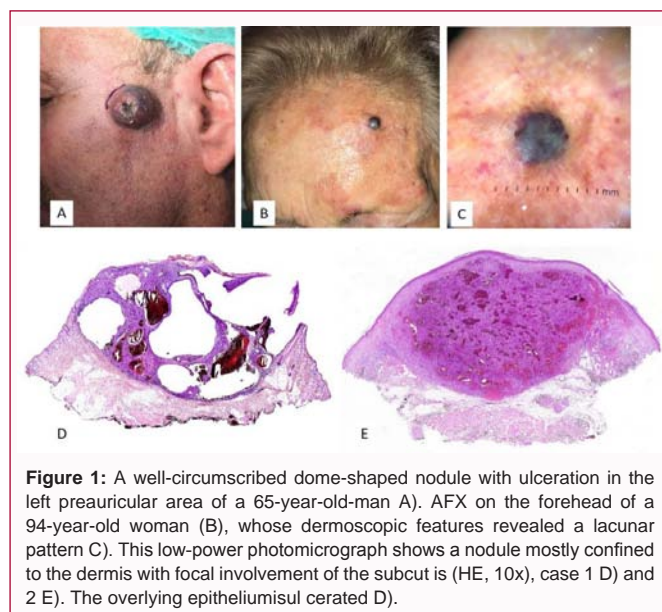 A
B
C
mm
D
E
Figure 1: A well-circumscribed dome-shaped nodule with ulceration in the
left preauricular area of a 65-year-old-man A). AFX on the forehead of a
94-year-old woman (B), whose dermoscopic features revealed a lacunar
pattern C). This low-power photomicrograph shows a nodule mostly confined
to the dermis with focal involvement of the subcut is (HE, 10x), case 1 D) and
2 E). The overlying epitheliumisul cerated D).